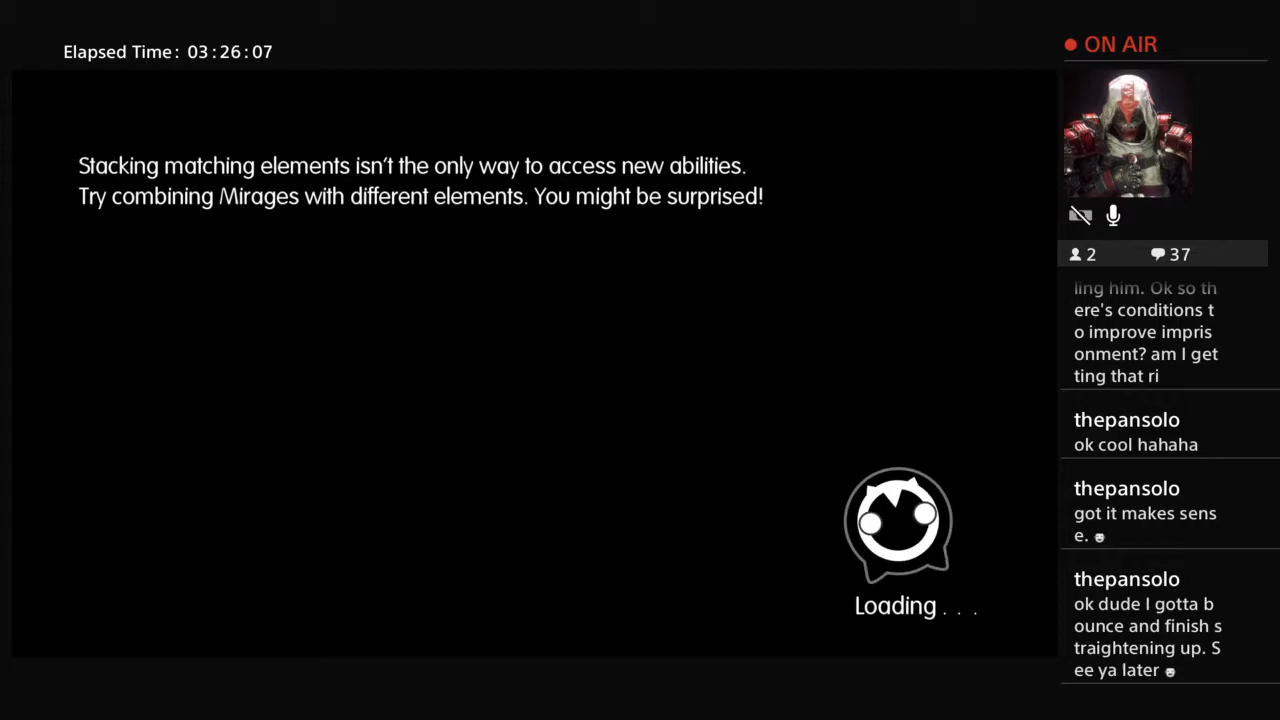 Elapsed Time: 03:26:07
ON AIR
Stacking matching elements isn't the only way to access new abilities.
Try combining Mirages with different elements. You might be surprised!
2
37
ling him. Ok so th
ere's conditions t
o improve impris
onment? am I get
ting that ri
thepansolo
ok cool hahaha
thepansolo
got it makes sens
e.
thepansolo
ok dude I gotta b
ounce and finish s
traightening up. S
ee ya later
Loading . . .